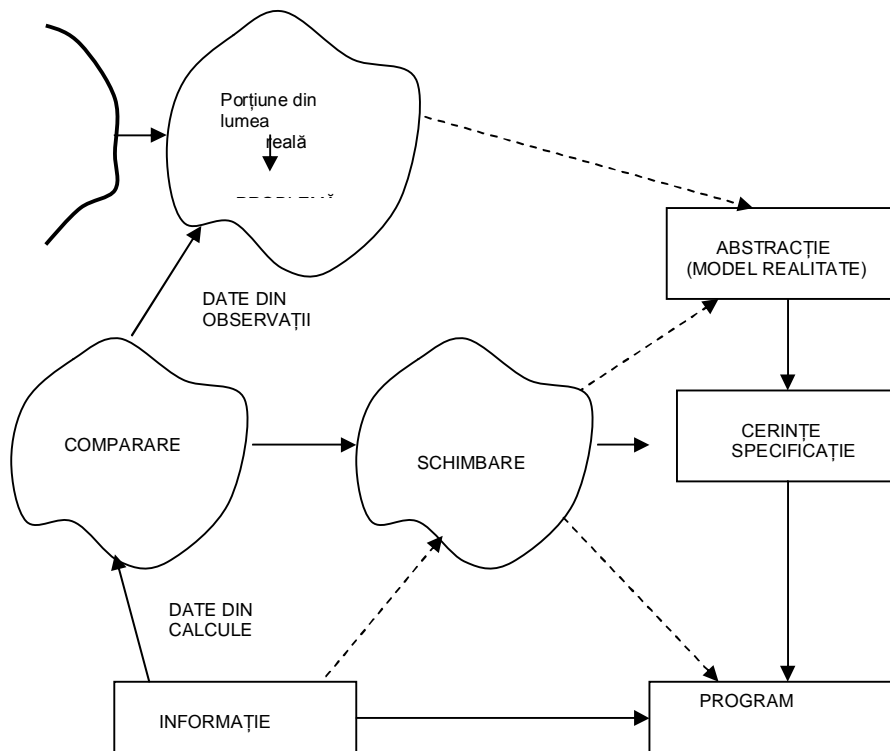 Porțiune din
lumea
reală
ABSTRACȚIE
(MODEL REALITATE)
DATE DIN
OBSERVAȚII
COMPARARE
SCHIMBARE
CERINȚE
SPECIFICAȚIE
DATE DIN
CALCULE
INFORMAȚIE
PROGRAM